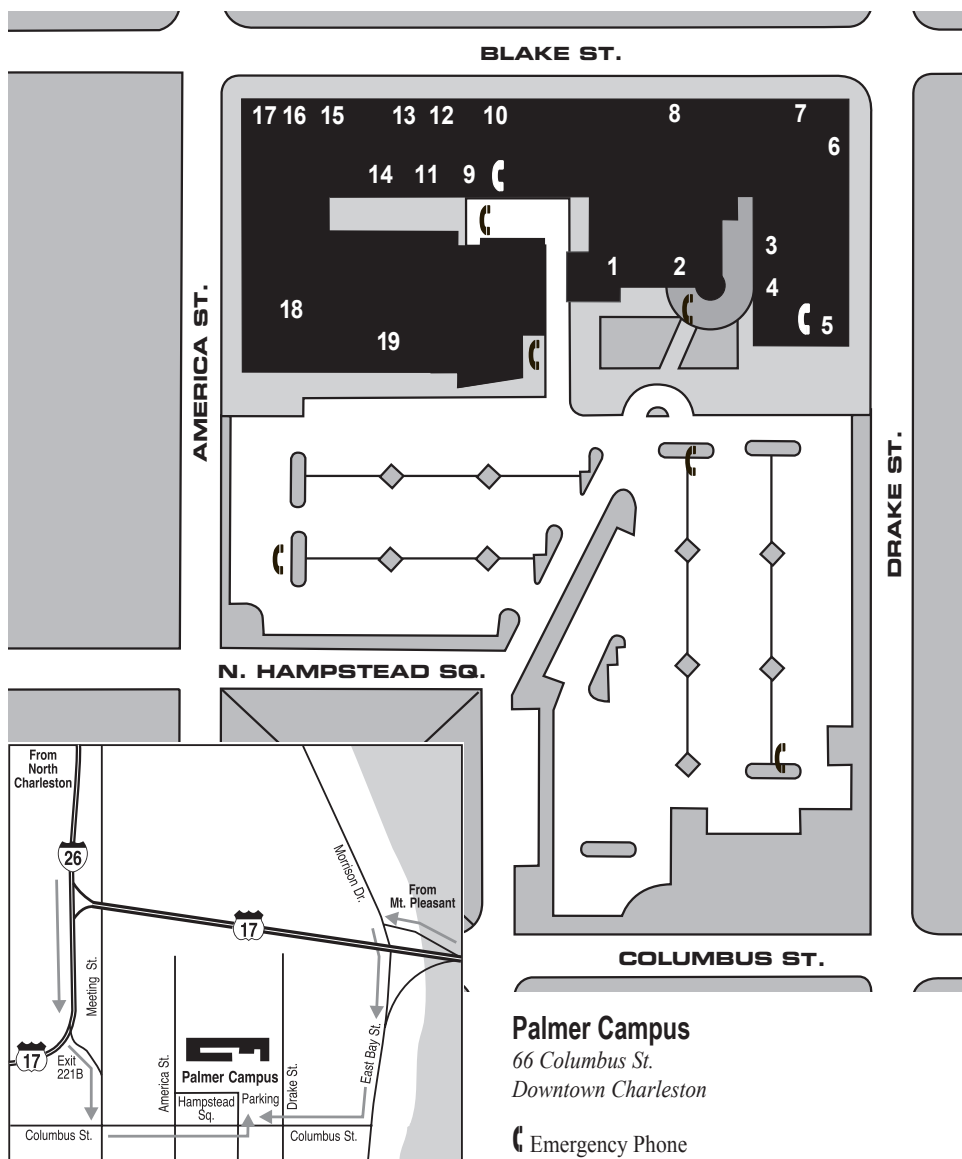 BLAKE ST.
17 16 15 13 12 10 8 7
6
14 11 9
3
1 2
4
18
5
19
AMERICA ST.
DRAKE ST.
N. HAMPSTEAD SQ.
COLUMBUS ST.
From
North
Charleston
26
Morrison Dr.
From
Mt. Pleasant
17
Meeting St.
17
Exit
221B
America St.
Palmer Campus
Drake St.
East Bay St.
Hampstead
Sq.
Parking
Columbus St.
Columbus St.
Palmer Campus
66 Columbus St.
Downtown Charleston
Emergency Phone